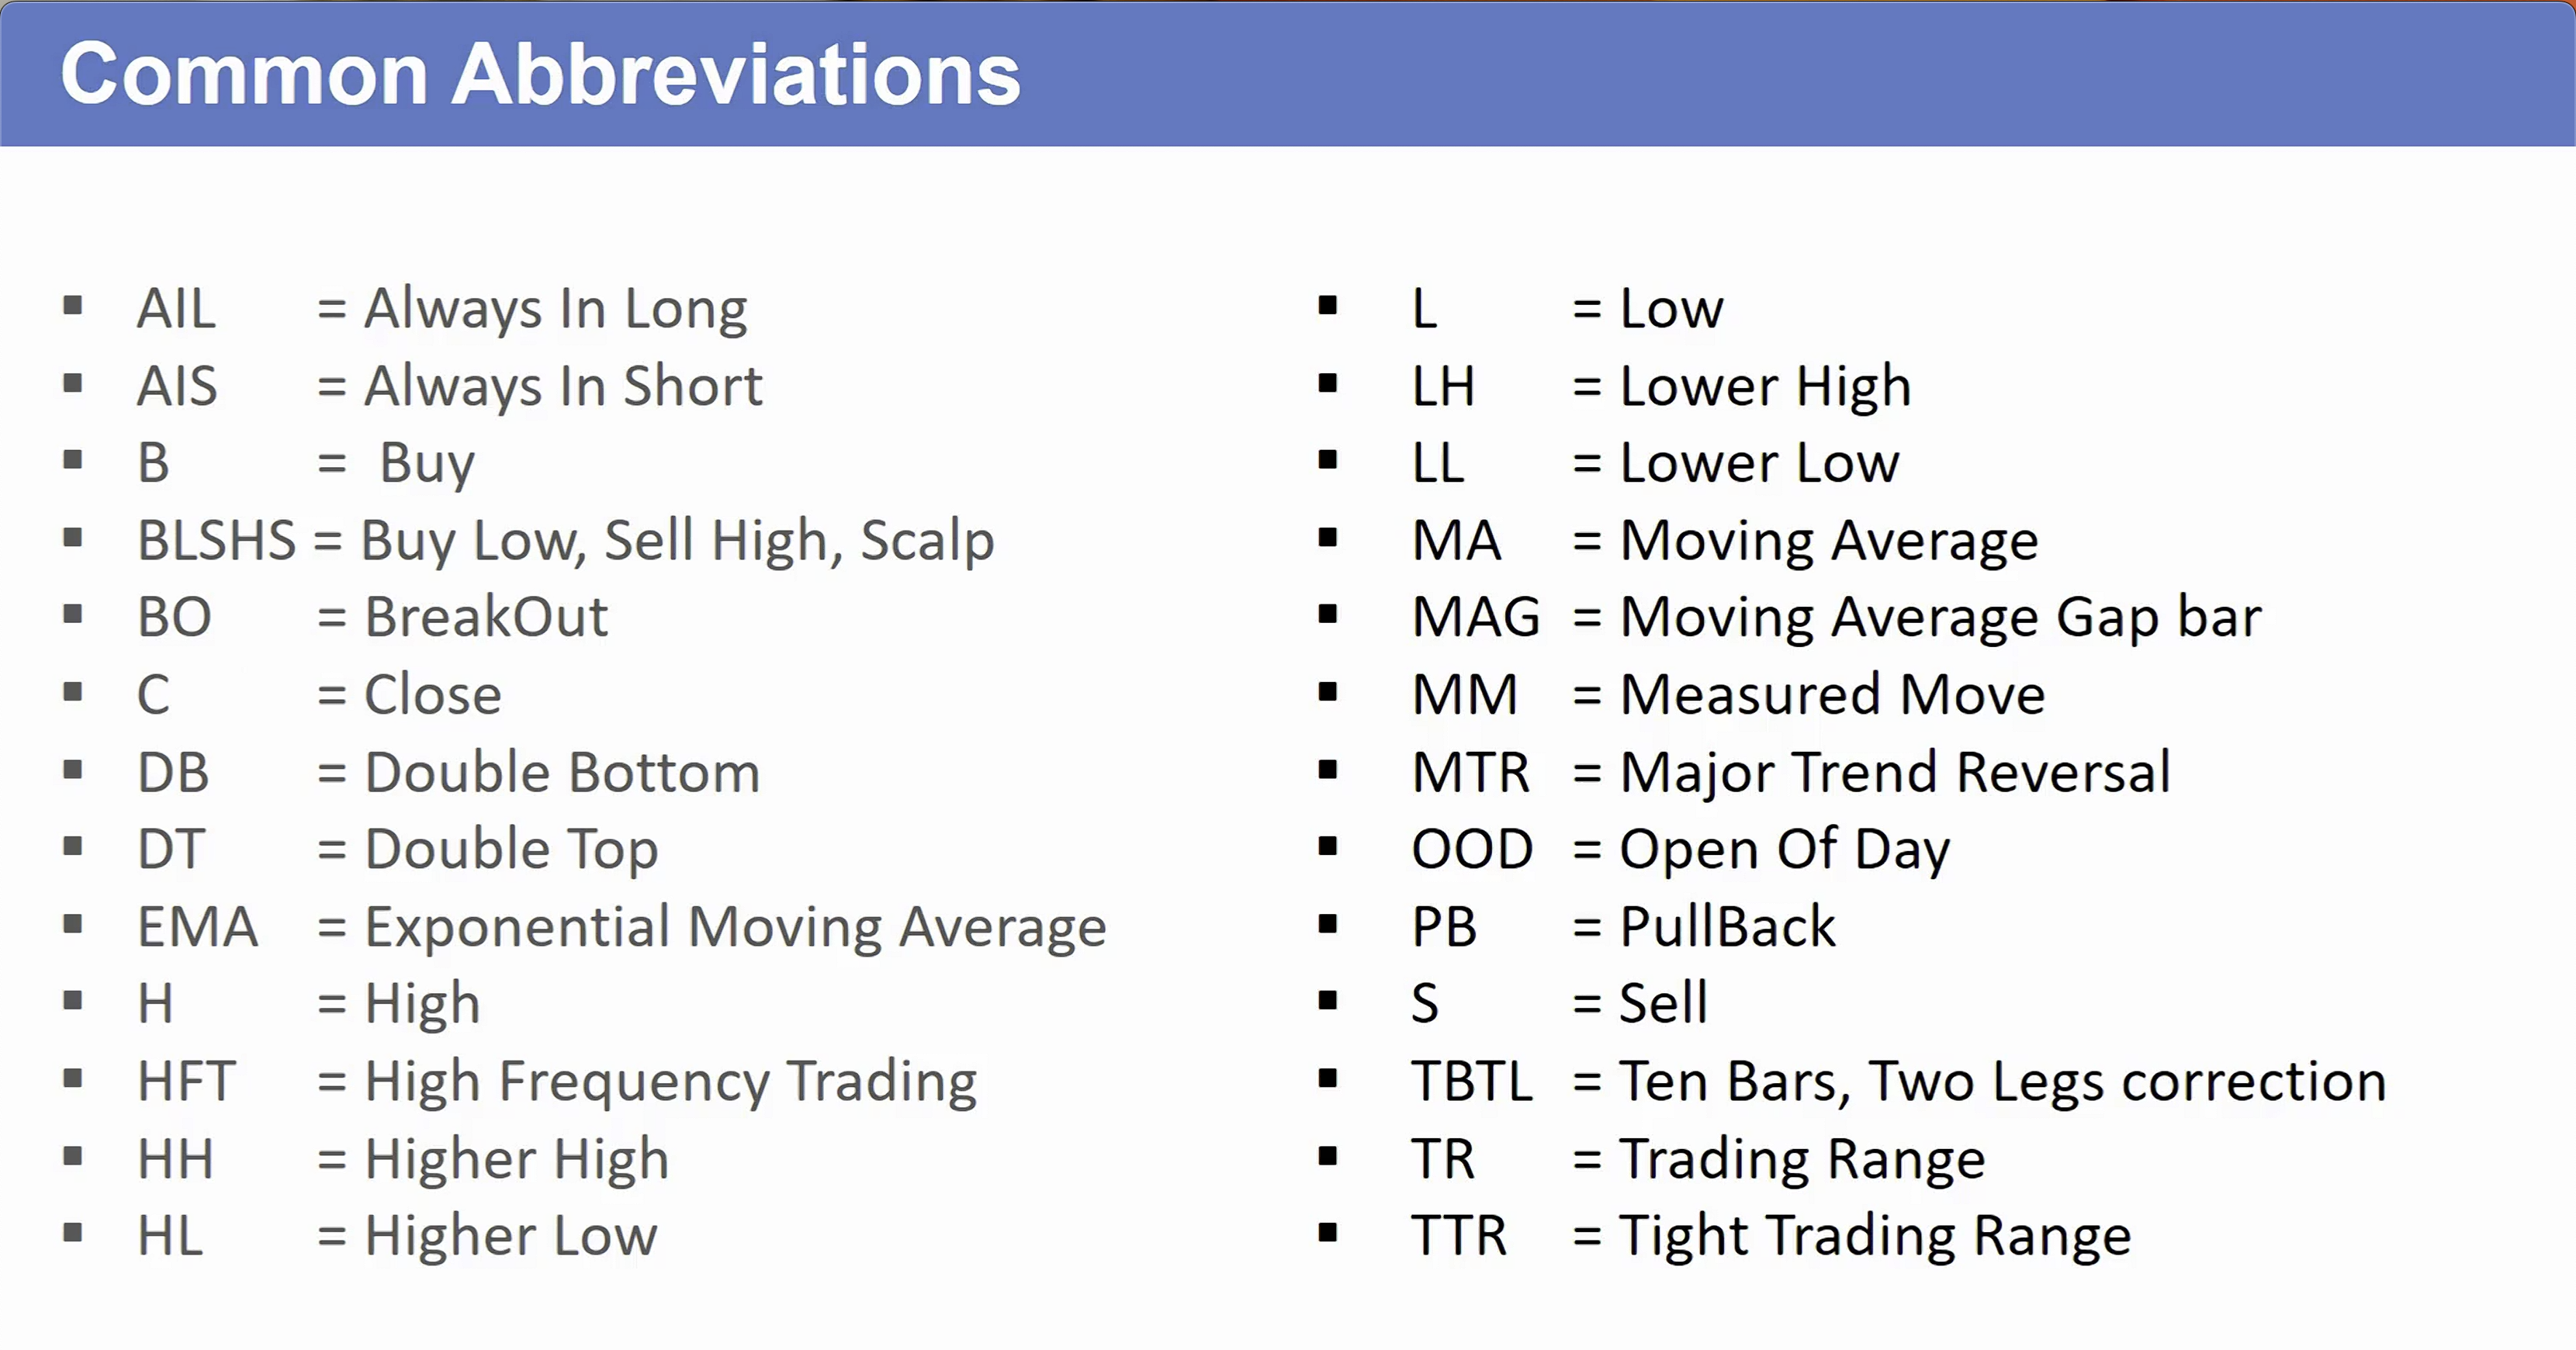 Common Abbreviations
▪ AIL = Always In Long
▪ AIS = Always In Short
▪ B = Buy
▪ BLSHS = Buy Low, Sell High, Scalp
▪ BO = BreakOut
▪ C = Close
▪ DB = Double Bottom
▪ DT = Double Top
▪ EMA = Exponential Moving Average
▪ H = High
▪ HFT = High Frequency Trading
▪ HH = Higher High
▪ HL = Higher Low
▪ L = Low
▪ LH = Lower High
▪ LL = Lower Low
▪ MA = Moving Average
▪ MAG = Moving Average Gap bar
▪ MM = Measured Move
▪ MTR = Major Trend Reversal
▪ OOD = Open Of Day
▪ PB = PullBack
▪ S = Sell
▪ TBTL = Ten Bars, Two Legs correction
▪ TR = Trading Range
▪ TTR = Tight Trading Range